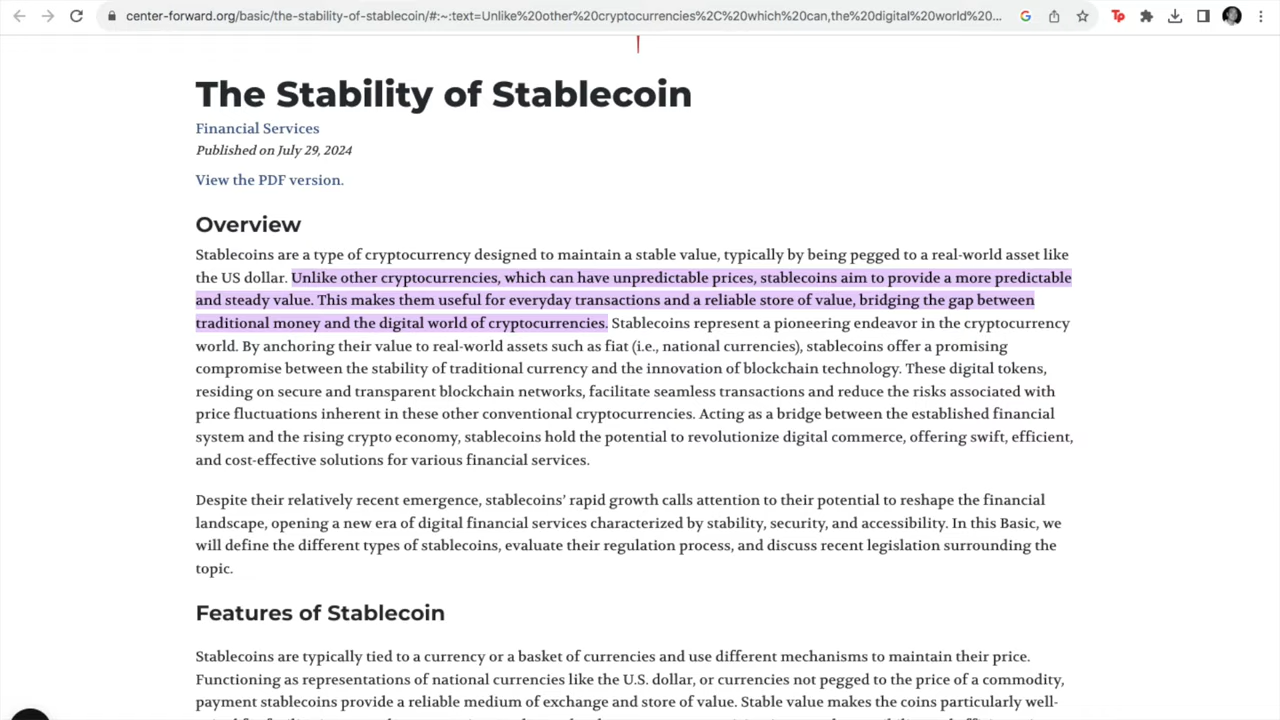 center-forward.org/basic/the-stability-of-stablecoin/#:~:text=Unlike%20other%20cryptocurrencies%2C%20which%20can,the%20digital%20world%20...
The Stability of Stablecoin
Financial Services
Published on July 29, 2024
View the PDF version.
Overview
Stablecoins are a type of cryptocurrency designed to maintain a stable value, typically by being pegged to a real-world asset like
the US dollar. Unlike other cryptocurrencies, which can have unpredictable prices, stablecoins aim to provide a more predictable
and steady value. This makes them useful for everyday transactions and a reliable store of value, bridging the gap between
traditional money and the digital world of cryptocurrencies. Stablecoins represent a pioneering endeavor in the cryptocurrency
world. By anchoring their value to real-world assets such as fiat (i.e., national currencies), stablecoins offer a promising
compromise between the stability of traditional currency and the innovation of blockchain technology. These digital tokens,
residing on secure and transparent blockchain networks, facilitate seamless transactions and reduce the risks associated with
price fluctuations inherent in these other conventional cryptocurrencies. Acting as a bridge between the established financial
system and the rising crypto economy, stablecoins hold the potential to revolutionize digital commerce, offering swift, efficient,
and cost-effective solutions for various financial services.
Despite their relatively recent emergence, stablecoins’ rapid growth calls attention to their potential to reshape the financial
landscape, opening a new era of digital financial services characterized by stability, security, and accessibility. In this Basic, we
will define the different types of stablecoins, evaluate their regulation process, and discuss recent legislation surrounding the
topic.
Features of Stablecoin
Stablecoins are typically tied to a currency or a basket of currencies and use different mechanisms to maintain their price.
Functioning as representations of national currencies like the U.S. dollar, or currencies not pegged to the price of a commodity,
payment stablecoins provide a reliable medium of exchange and store of value. Stable value makes the coins particularly well-